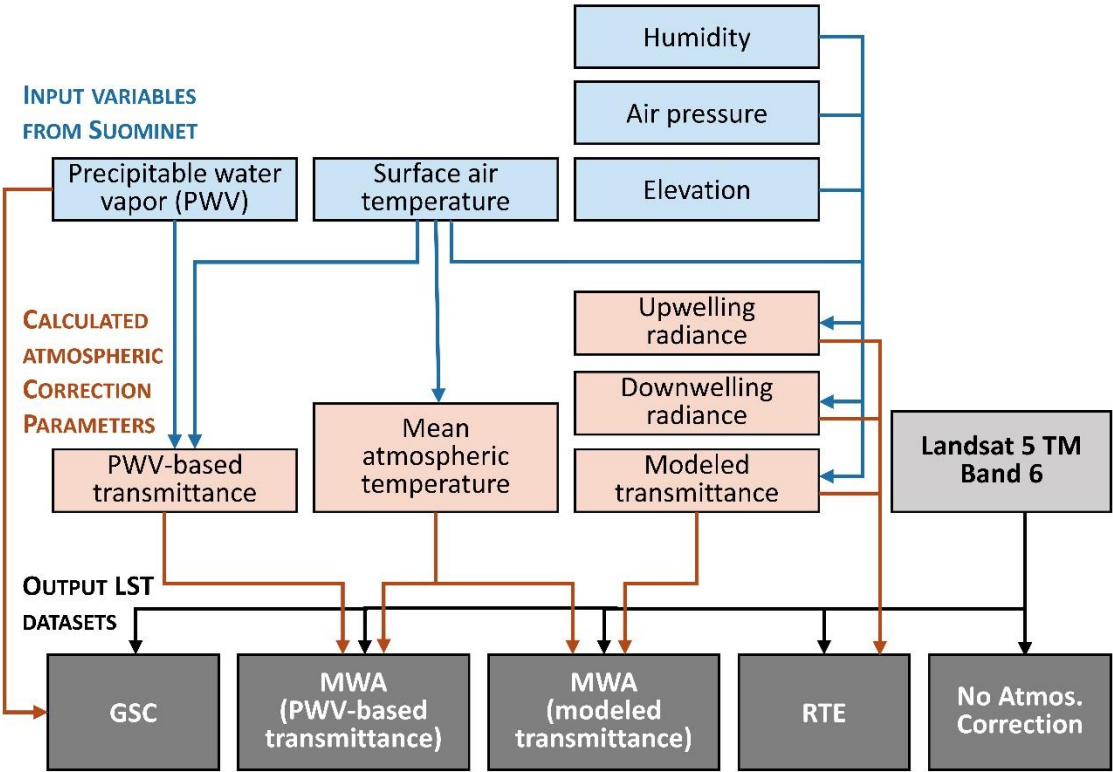 Humidity
Air pressure
INPUT VARIABLES
FROM SUOMINET
Precipitable water
vapor (PWV)
Surface air
temperature
Elevation
CALCULATED
ATMOSPHERIC
CORRECTION
PARAMETERS
Upwelling
radiance
Downwelling
radiance
PWV-based
transmittance
Mean
atmospheric
temperature
Modeled
transmittance
Landsat 5 TM
Band 6
OUTPUT LST
DATASETS
GSC
MWA
(PWV-based
transmittance)
MWA
(modeled
transmittance)
RTE
No Atmos.
Correction